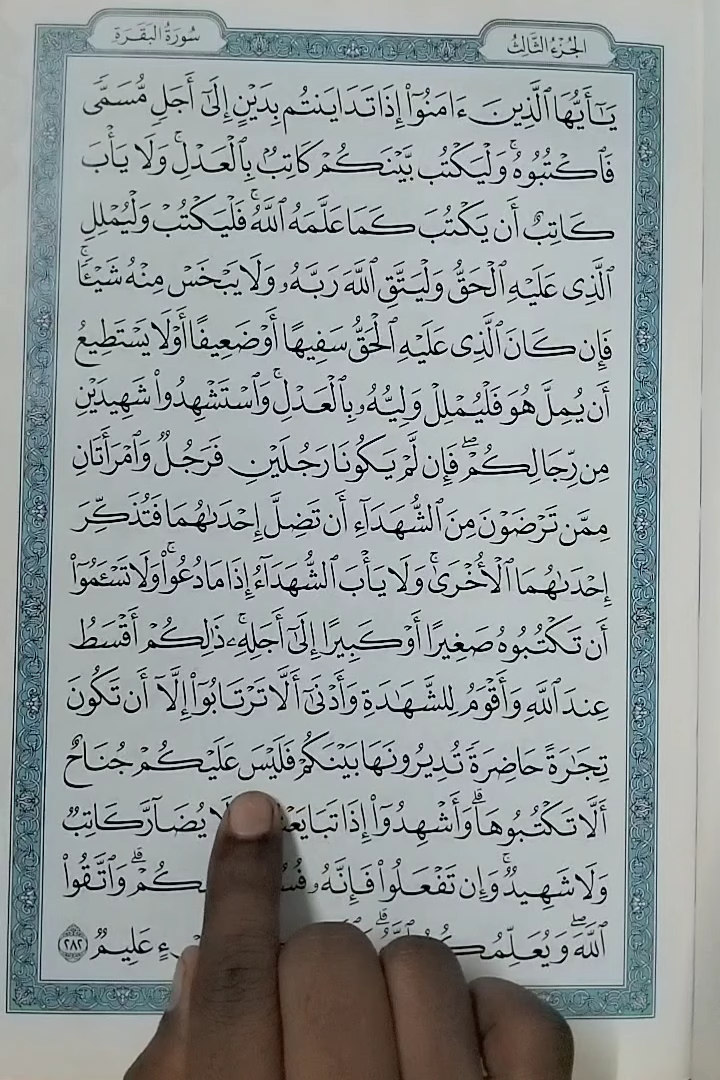 الجُزْءُ الثَّالِثُ
سُورَةُ البَقَرَةِ
يَٰٓأَيُّهَا ٱلَّذِينَ ءَامَنُوٓا۟ إِذَا تَدَايَنتُم بِدَيْنٍ إِلَىٰٓ أَجَلٍ مُّسَمًّى
فَٱكْتُبُوهُ ۚ وَلْيَكْتُب بَّيْنَكُمْ كَاتِبٌۢ بِٱلْعَدْلِ ۚ وَلَا يَأْبَ
كَاتِبٌ أَن يَكْتُبَ كَمَا عَلَّمَهُ ٱللَّهُ ۚ فَلْيَكْتُبْ وَلْيُمْلِلِ
ٱلَّذِى عَلَيْهِ ٱلْحَقُّ وَلْيَتَّقِ ٱللَّهَ رَبَّهُۥ وَلَا يَبْخَسْ مِنْهُ شَيْـًٔا ۚ
فَإِن كَانَ ٱلَّذِى عَلَيْهِ ٱلْحَقُّ سَفِيهًا أَوْ ضَعِيفًا أَوْ لَا يَسْتَطِيعُ
أَن يُمِلَّ هُوَ فَلْيُمْلِلْ وَلِيُّهُۥ بِٱلْعَدْلِ ۚ وَٱسْتَشْهِدُوا۟ شَهِيدَيْنِ
مِن رِّجَالِكُمْ ۖ فَإِن لَّمْ يَكُونَا رَجُلَيْنِ فَرَجُلٌ وَٱمْرَأَتَانِ
مِمَّن تَرْضَوْنَ مِنَ ٱلشُّهَدَآءِ أَن تَضِلَّ إِحْدَىٰهُمَا فَتُذَكِّرَ
إِحْدَىٰهُمَا ٱلْأُخْرَىٰ ۚ وَلَا يَأْبَ ٱلشُّهَدَآءُ إِذَا مَا دُعُوا۟ ۚ وَلَا تَسْـَٔمُوٓا۟
أَن تَكْتُبُوهُ صَغِيرًا أَوْ كَبِيرًا إِلَىٰٓ أَجَلِهِۦ ۚ ذَٰلِكُمْ أَقْسَطُ
عِندَ ٱللَّهِ وَأَقْوَمُ لِلشَّهَٰدَةِ وَأَدْنَىٰٓ أَلَّا تَرْتَابُوٓا۟ ۖ إِلَّآ أَن تَكُونَ
تِجَٰرَةً حَاضِرَةً تُدِيرُونَهَا بَيْنَكُمْ فَلَيْسَ عَلَيْكُمْ جُنَاحٌ
أَلَّا تَكْتُبُوهَا ۗ وَأَشْهِدُوٓا۟ إِذَا تَبَايَعْ لَا يُضَآرَّ كَاتِبٌ
وَلَا شَهِيدٌ ۚ وَإِن تَفْعَلُوا۟ فَإِنَّهُۥ كُمْ ۗ وَٱتَّقُوا۟
ٱللَّهَ ۖ وَيُعَلِّمُكُمُ ٱللَّهُ ۗ عَلِيمٌ ٢٨٢